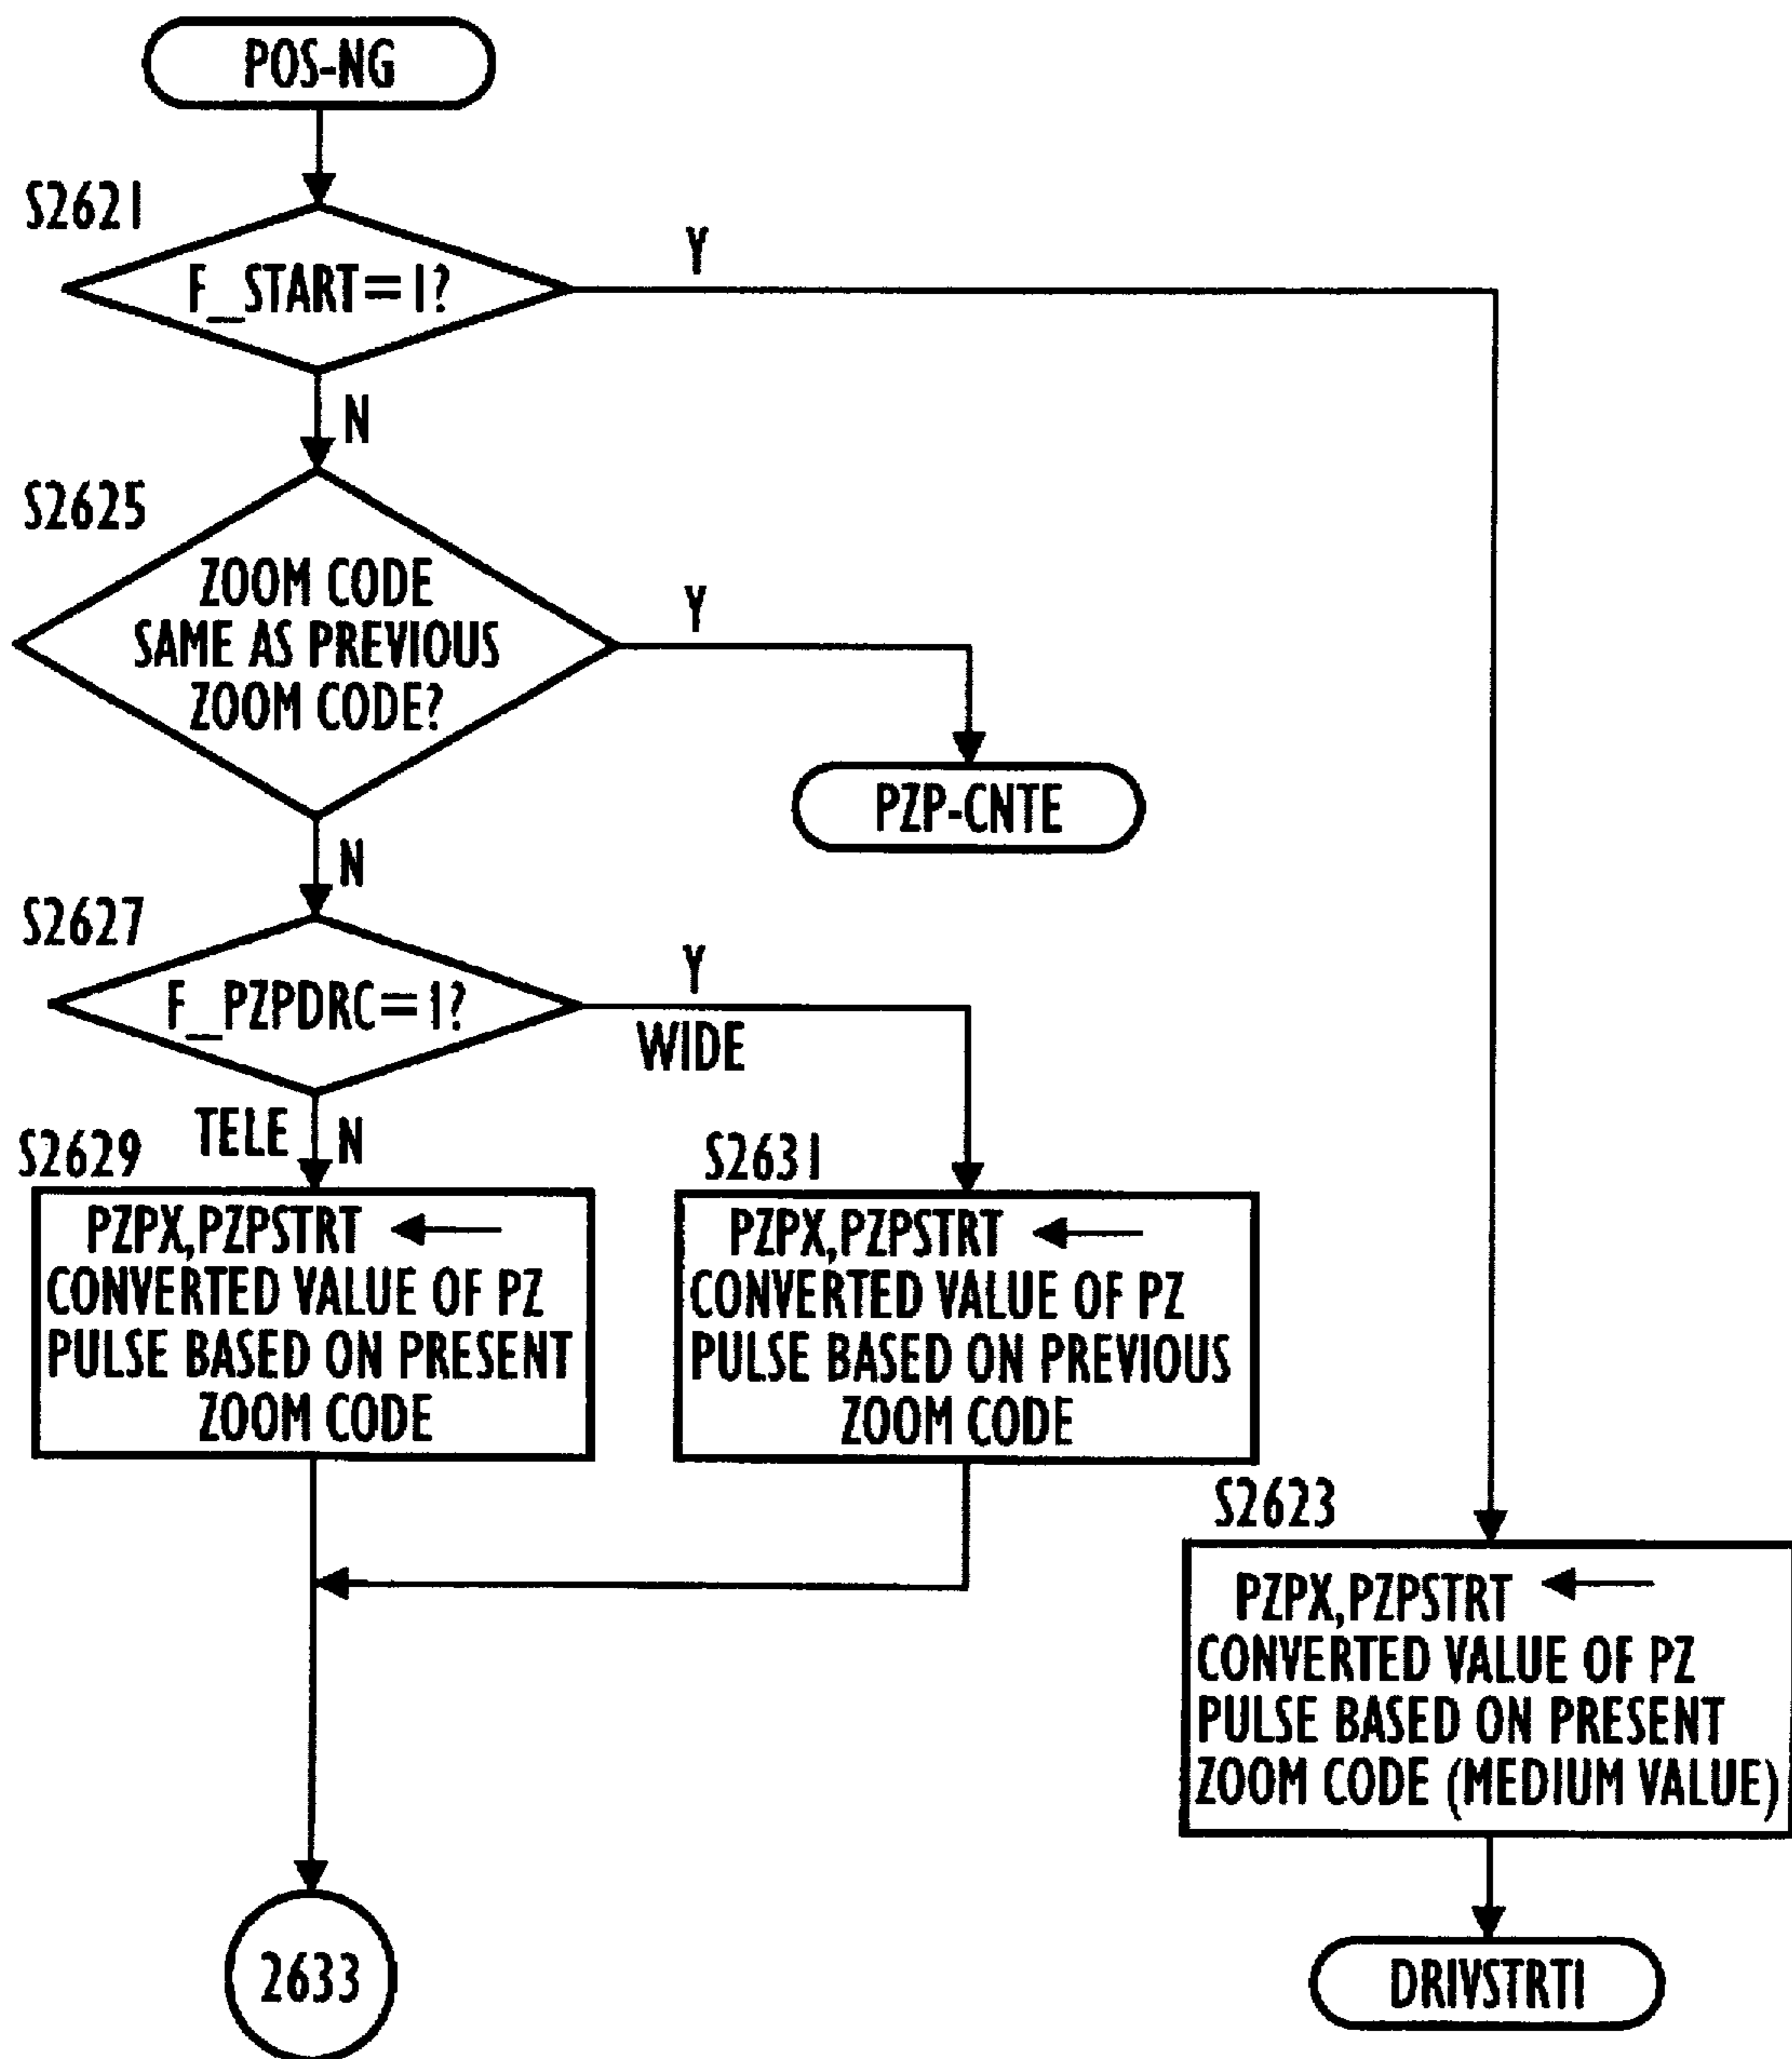 POS-NG
S2621
F_START=1?
Y
N
S2625
ZOOM CODE
SAME AS PREVIOUS
ZOOM CODE?
Y
PZP-CNTE
N
S2627
F_PZPDRC=1?
Y
WIDE
TELE N
S2629
PZPX,PZPSTRT ←
CONVERTED VALUE OF PZ
PULSE BASED ON PRESENT
ZOOM CODE
S2631
PZPX,PZPSTRT ←
CONVERTED VALUE OF PZ
PULSE BASED ON PREVIOUS
ZOOM CODE
S2623
PZPX,PZPSTRT ←
CONVERTED VALUE OF PZ
PULSE BASED ON PRESENT
ZOOM CODE (MEDIUM VALUE)
2633
DRIVSTRT1